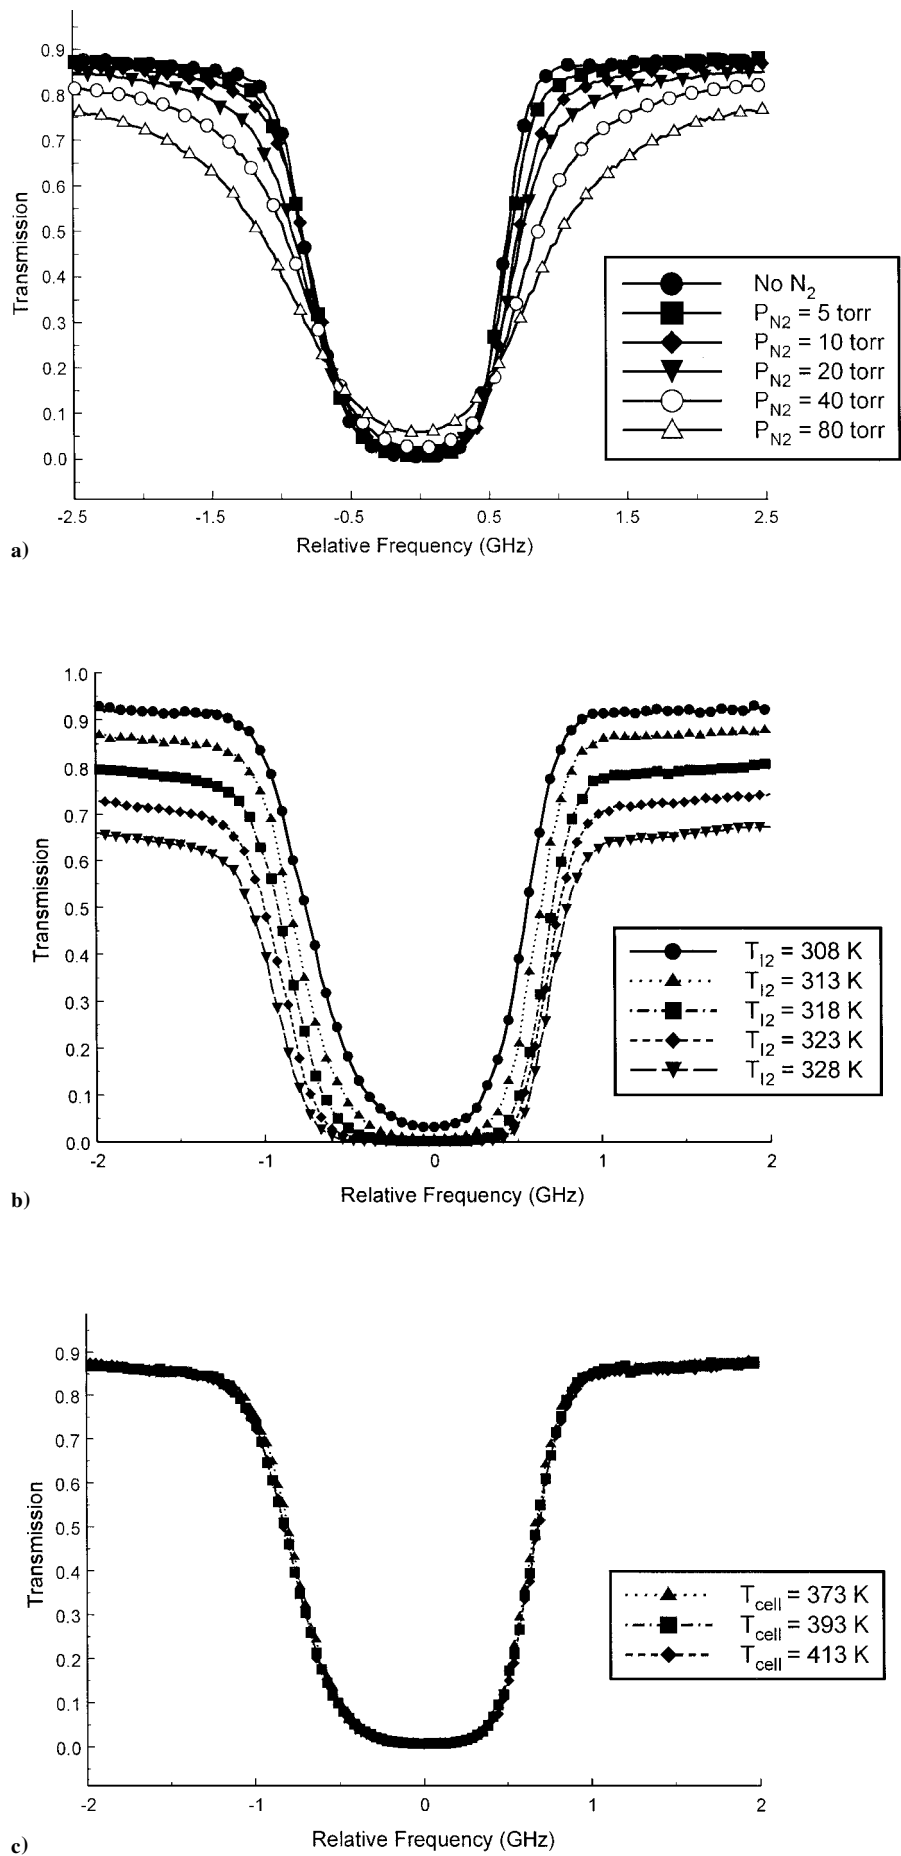 0.9
0.8
0.7
0.6
0.5
0.4
0.3
0.2
0.1
0.0
Transmission
-2.5 -1.5 -0.5 0.5 1.5 2.5
Relative Frequency (GHz)
No N2
PN2 = 5 torr
PN2 = 10 torr
PN2 = 20 torr
PN2 = 40 torr
PN2 = 80 torr
a)
1.0
0.9
0.8
0.7
0.6
0.5
0.4
0.3
0.2
0.1
0.0
Transmission
-2 -1 0 1 2
Relative Frequency (GHz)
TI2 = 308 K
TI2 = 313 K
TI2 = 318 K
TI2 = 323 K
TI2 = 328 K
b)
0.9
0.8
0.7
0.6
0.5
0.4
0.3
0.2
0.1
0.0
Transmission
-2 -1 0 1 2
Relative Frequency (GHz)
Tcell = 373 K
Tcell = 393 K
Tcell = 413 K
c)